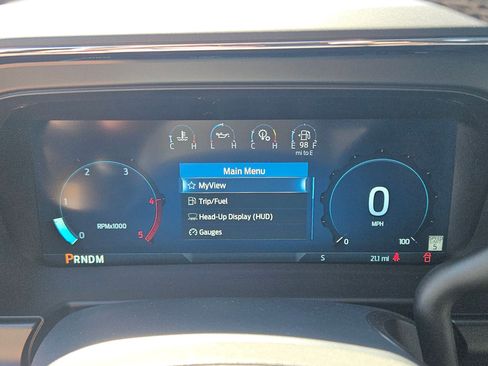 C H L H C H E 98 F
mi to E
Main Menu
MyView
Trip/Fuel
Head-Up Display (HUD)
Gauges
2 3
1 4
0 5
RPMx1000
0
MPH
0 100
PRNDM
S
21.1 mi